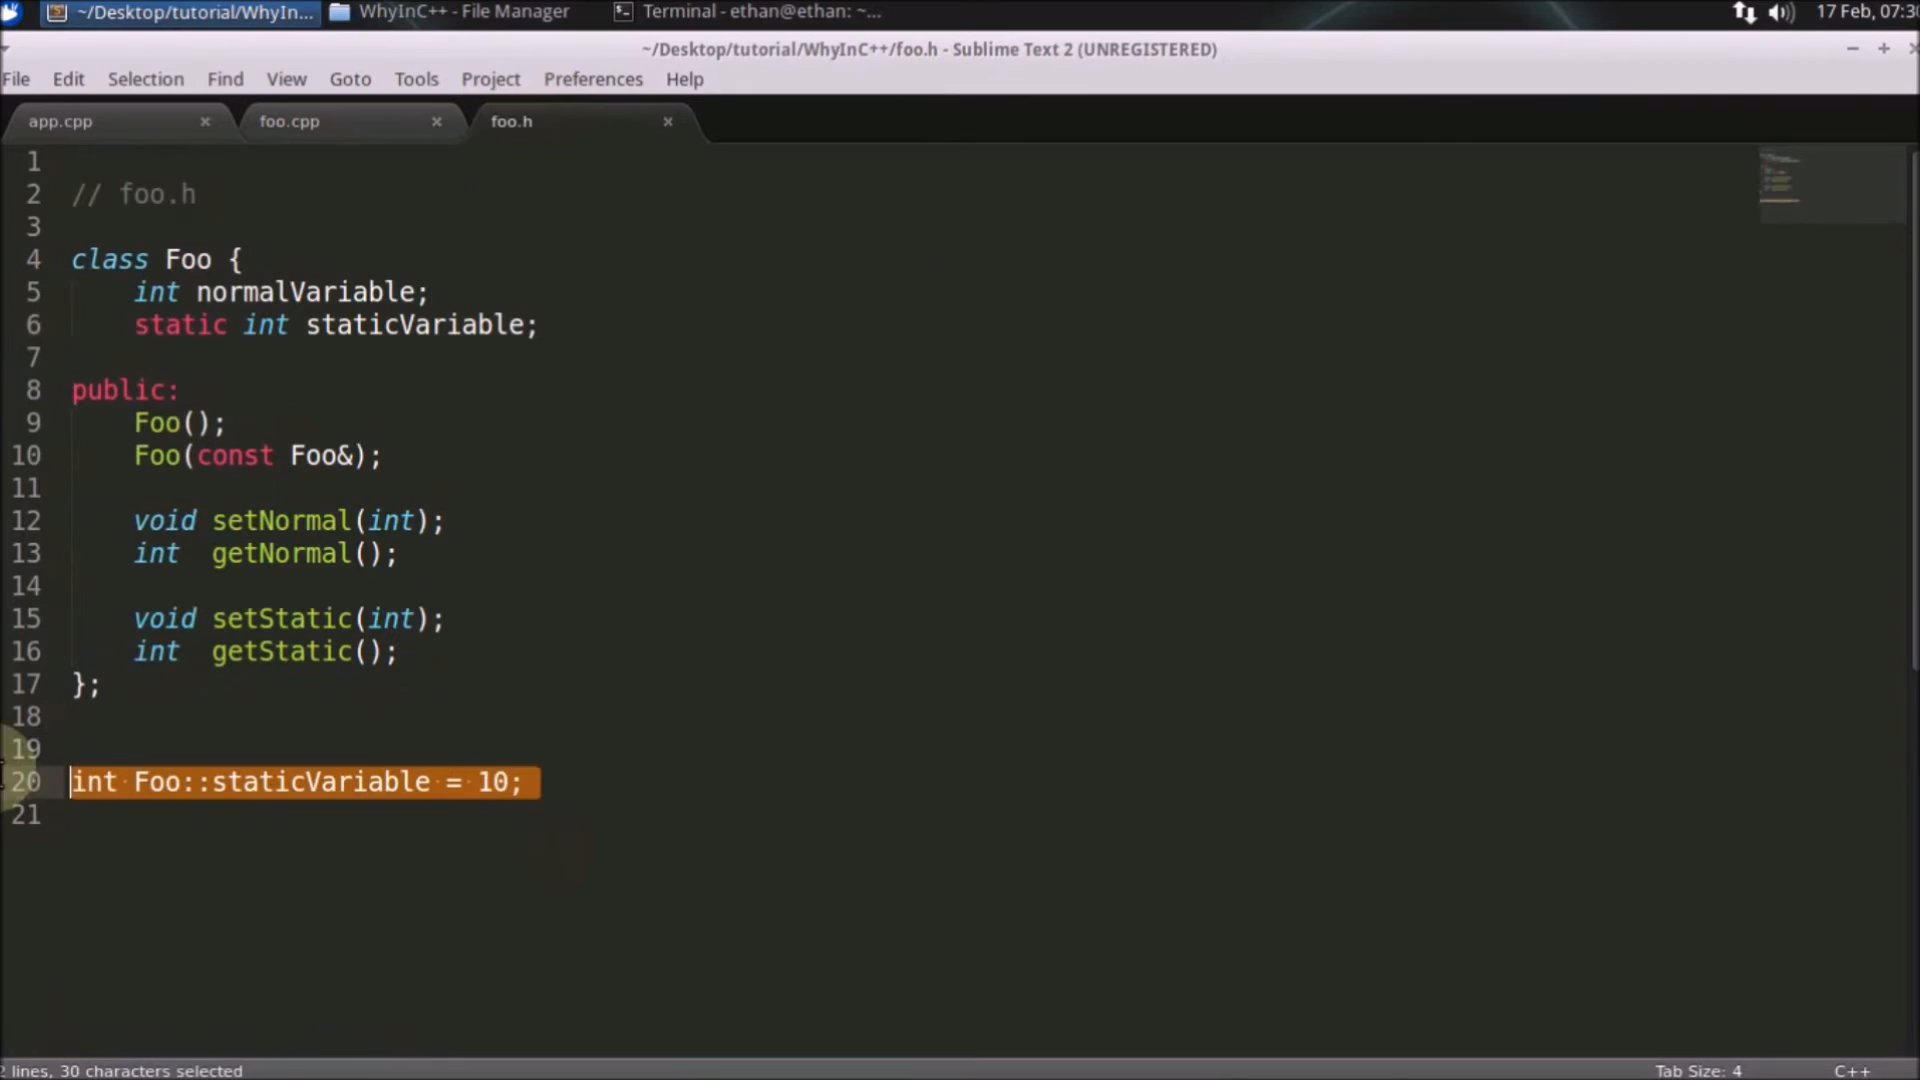 ~/Desktop/tutorial/WhyIn... WhyInC++ - File Manager Terminal - ethan@ethan: ~... 17 Feb, 07:30
~/Desktop/tutorial/WhyInC++/foo.h - Sublime Text 2 (UNREGISTERED)
File Edit Selection Find View Goto Tools Project Preferences Help
app.cpp foo.cpp foo.h
1
2 // foo.h
3
4 class Foo {
5 int normalVariable;
6 static int staticVariable;
7
8 public:
9 Foo();
10 Foo(const Foo&);
11
12 void setNormal(int);
13 int getNormal();
14
15 void setStatic(int);
16 int getStatic();
17 };
18
19
20 int Foo::staticVariable = 10;
21
2 lines, 30 characters selected Tab Size: 4 C++